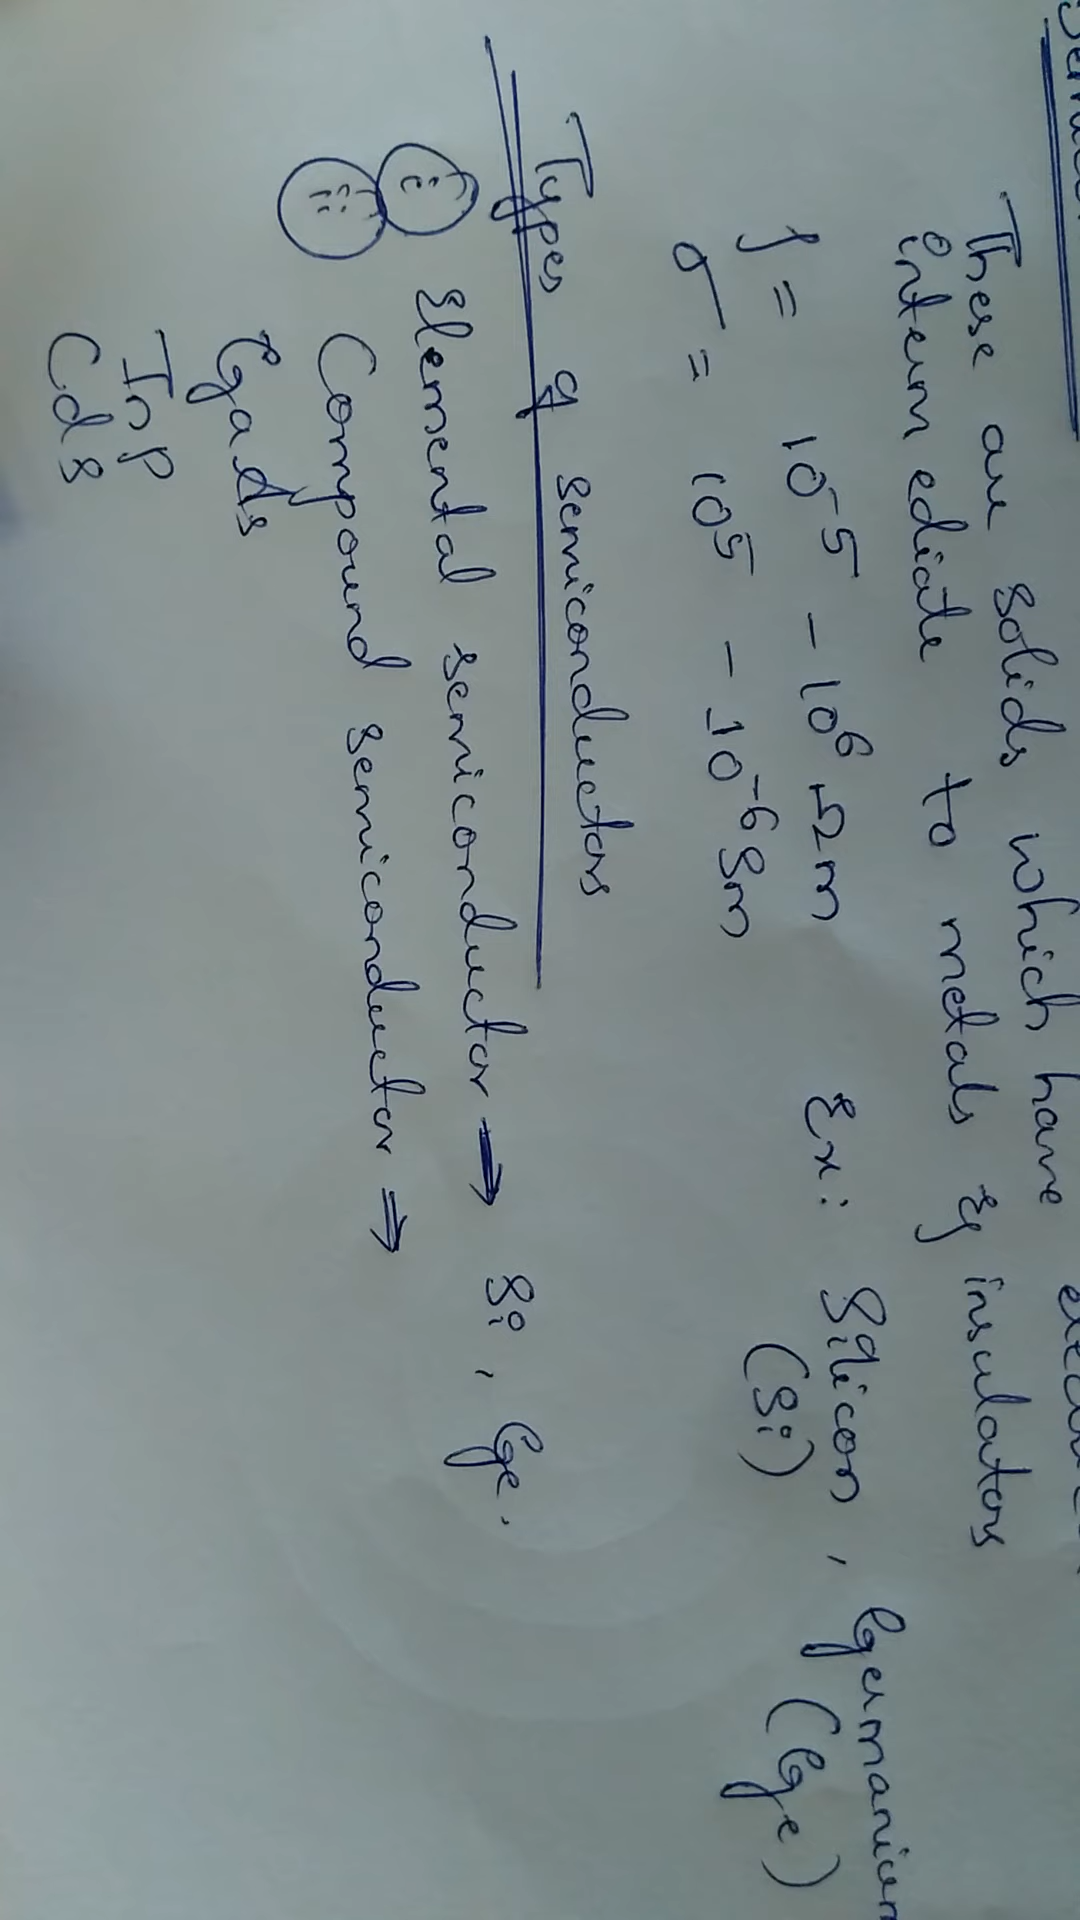 These are solids which have
intermediate to metals & insulators
ρ = 10⁻⁵ – 10⁶ Ωm Ex: Silicon, Germanium
σ = 10⁵ – 10⁻⁶ Sm (Si) (Ge)
Types of semiconductors
(i) Elemental semiconductor → Si, Ge.
(ii) Compound semiconductor →
GaAs
InP
CdS